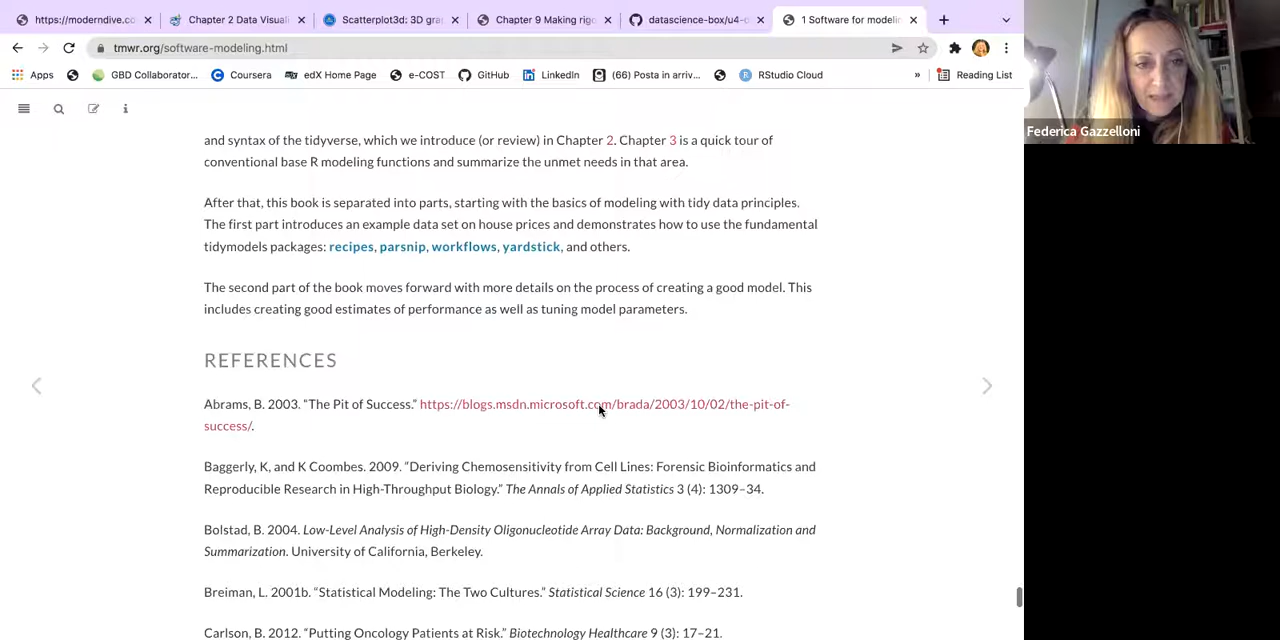 https://moderndive.co
Chapter 2 Data Visuali
Scatterplot3d: 3D gra
Chapter 9 Making rigo
datascience-box/u4-c
1 Software for modelin
tmwr.org/software-modeling.html
Apps
GBD Collaborator...
Coursera
edX Home Page
e-COST
GitHub
LinkedIn
(66) Posta in arriv...
RStudio Cloud
»
Reading List
Federica Gazzelloni
and syntax of the tidyverse, which we introduce (or review) in Chapter 2. Chapter 3 is a quick tour of
conventional base R modeling functions and summarize the unmet needs in that area.
After that, this book is separated into parts, starting with the basics of modeling with tidy data principles.
The first part introduces an example data set on house prices and demonstrates how to use the fundamental
tidymodels packages: recipes, parsnip, workflows, yardstick, and others.
The second part of the book moves forward with more details on the process of creating a good model. This
includes creating good estimates of performance as well as tuning model parameters.
REFERENCES
Abrams, B. 2003. “The Pit of Success.” https://blogs.msdn.microsoft.com/brada/2003/10/02/the-pit-of-
success/.
Baggerly, K, and K Coombes. 2009. “Deriving Chemosensitivity from Cell Lines: Forensic Bioinformatics and
Reproducible Research in High-Throughput Biology.” The Annals of Applied Statistics 3 (4): 1309–34.
Bolstad, B. 2004. Low-Level Analysis of High-Density Oligonucleotide Array Data: Background, Normalization and
Summarization. University of California, Berkeley.
Breiman, L. 2001b. “Statistical Modeling: The Two Cultures.” Statistical Science 16 (3): 199–231.
Carlson, B. 2012. “Putting Oncology Patients at Risk.” Biotechnology Healthcare 9 (3): 17–21.